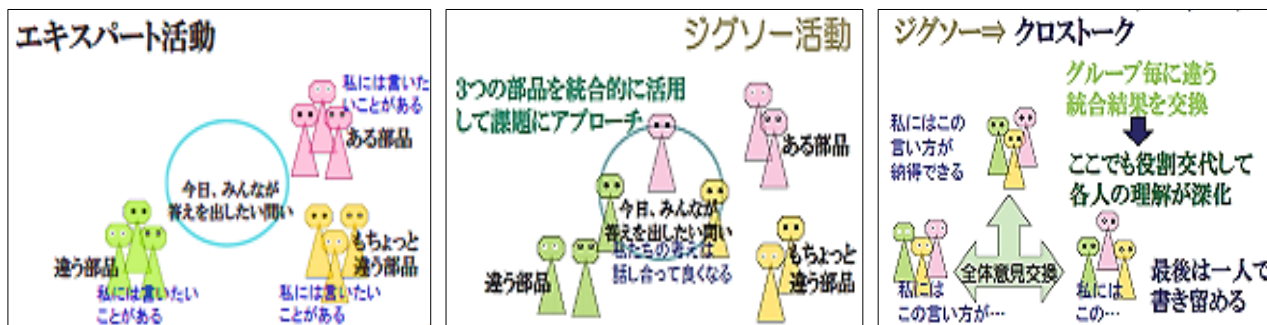 エキスパート活動
私には言いた
いことがある
ある部品
今日、みんなが
答えを出したい問い
違う部品
私には言いたい
ことがある
もちょっと
違う部品
私には言いたい
ことがある
ジグソー活動
3つの部品を統合的に活用
して課題にアプローチ
ある部品
今日、みんなが
答えを出したい問い
私たちの考えは
話し合って良くなる
違う部品
もちょっと
違う部品
ジグソー⇒ クロストーク
グループ毎に違う
統合結果を交換
私にはこの
言い方が
納得できる
ここでも役割交代して
各人の理解が深化
全体意見交換
私には
この言い方が…
私には
この…
最後は一人で
書き留める